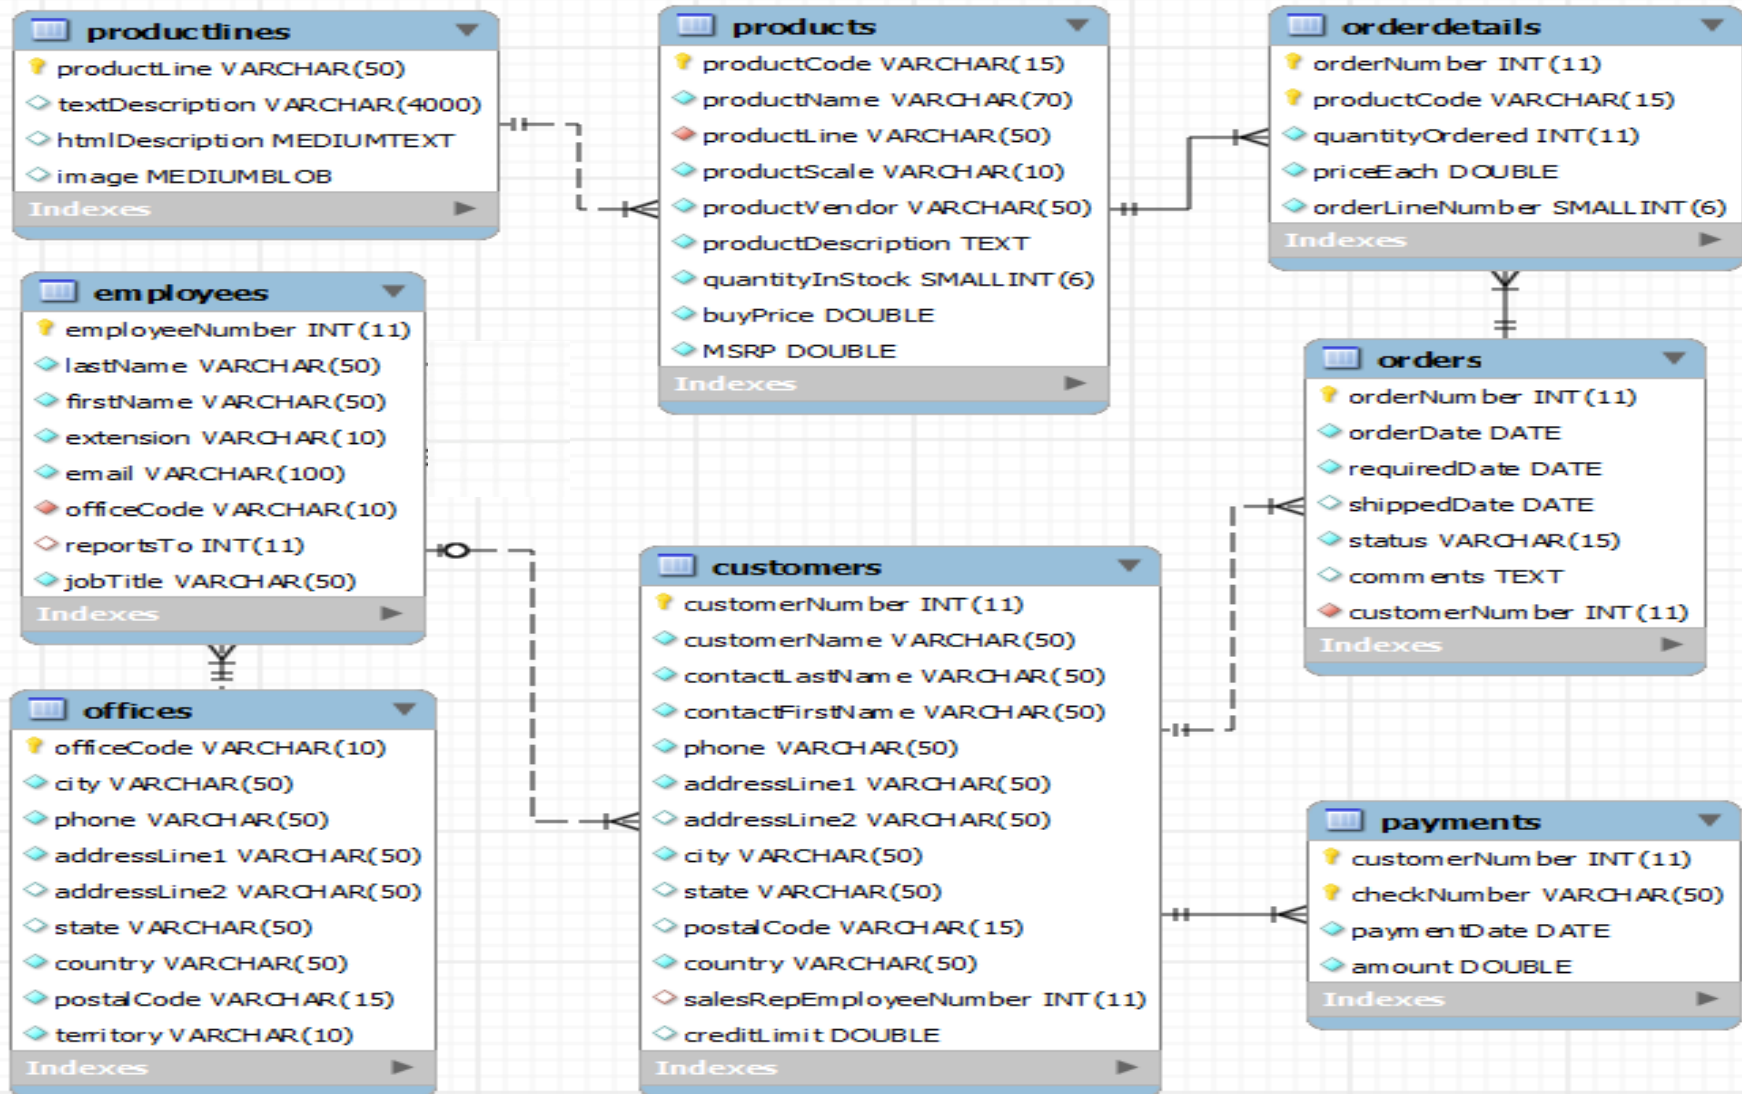 productlines
productLine VARCHAR(50)
textDescription VARCHAR(4000)
htmlDescription MEDIUMTEXT
image MEDIUMBLOB
Indexes
products
productCode VARCHAR(15)
productName VARCHAR(70)
productLine VARCHAR(50)
productScale VARCHAR(10)
productVendor VARCHAR(50)
productDescription TEXT
quantityInStock SMALLINT(6)
buyPrice DOUBLE
MSRP DOUBLE
Indexes
orderdetails
orderNumber INT(11)
productCode VARCHAR(15)
quantityOrdered INT(11)
priceEach DOUBLE
orderLineNumber SMALLINT(6)
Indexes
employees
employeeNumber INT(11)
lastName VARCHAR(50)
firstName VARCHAR(50)
extension VARCHAR(10)
email VARCHAR(100)
officeCode VARCHAR(10)
reportsTo INT(11)
jobTitle VARCHAR(50)
Indexes
orders
orderNumber INT(11)
orderDate DATE
requiredDate DATE
shippedDate DATE
status VARCHAR(15)
comments TEXT
customerNumber INT(11)
Indexes
customers
customerNumber INT(11)
customerName VARCHAR(50)
contactLastName VARCHAR(50)
contactFirstName VARCHAR(50)
phone VARCHAR(50)
addressLine1 VARCHAR(50)
addressLine2 VARCHAR(50)
city VARCHAR(50)
state VARCHAR(50)
postalCode VARCHAR(15)
country VARCHAR(50)
salesRepEmployeeNumber INT(11)
creditLimit DOUBLE
Indexes
offices
officeCode VARCHAR(10)
city VARCHAR(50)
phone VARCHAR(50)
addressLine1 VARCHAR(50)
addressLine2 VARCHAR(50)
state VARCHAR(50)
country VARCHAR(50)
postalCode VARCHAR(15)
territory VARCHAR(10)
Indexes
payments
customerNumber INT(11)
checkNumber VARCHAR(50)
paymentDate DATE
amount DOUBLE
Indexes